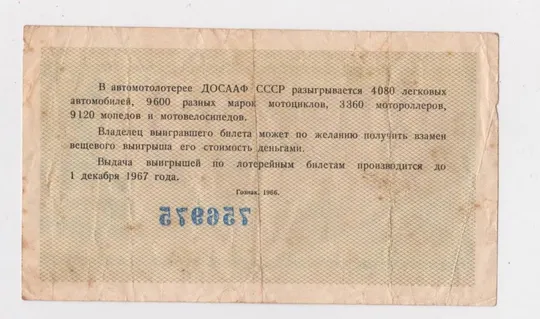 В автомотолотерее ДОСААФ СССР разыгрывается 4080 легковых
автомобилей, 9600 разных марок мотоциклов, 3360 мотороллеров,
9120 мопедов и мотовелосипедов.
Владелец выигравшего билета может по желанию получить взамен
вещевого выигрыша его стоимость деньгами.
Выдача выигрышей по лотерейным билетам производится до
1 декабря 1967 года.
Гознак. 1966.
756975